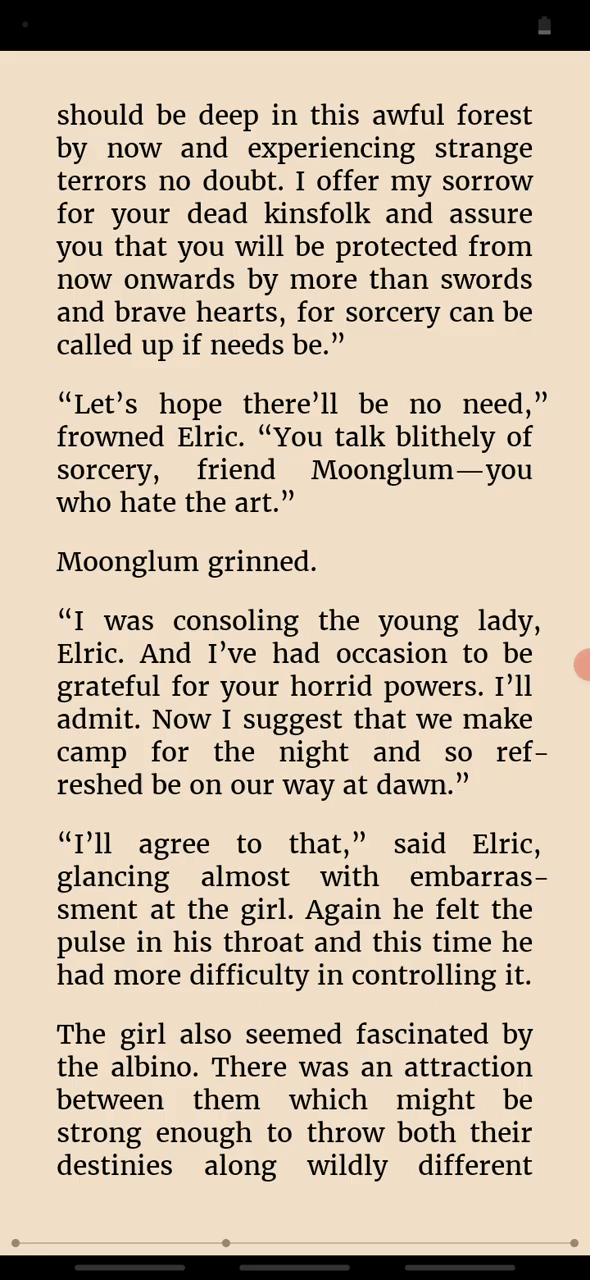 should be deep in this awful forest
by now and experiencing strange
terrors no doubt. I offer my sorrow
for your dead kinsfolk and assure
you that you will be protected from
now onwards by more than swords
and brave hearts, for sorcery can be
called up if needs be.”
“Let’s hope there’ll be no need,”
frowned Elric. “You talk blithely of
sorcery, friend Moonglum—you
who hate the art.”
Moonglum grinned.
“I was consoling the young lady,
Elric. And I’ve had occasion to be
grateful for your horrid powers. I’ll
admit. Now I suggest that we make
camp for the night and so ref-
reshed be on our way at dawn.”
“I’ll agree to that,” said Elric,
glancing almost with embarras-
sment at the girl. Again he felt the
pulse in his throat and this time he
had more difficulty in controlling it.
The girl also seemed fascinated by
the albino. There was an attraction
between them which might be
strong enough to throw both their
destinies along wildly different